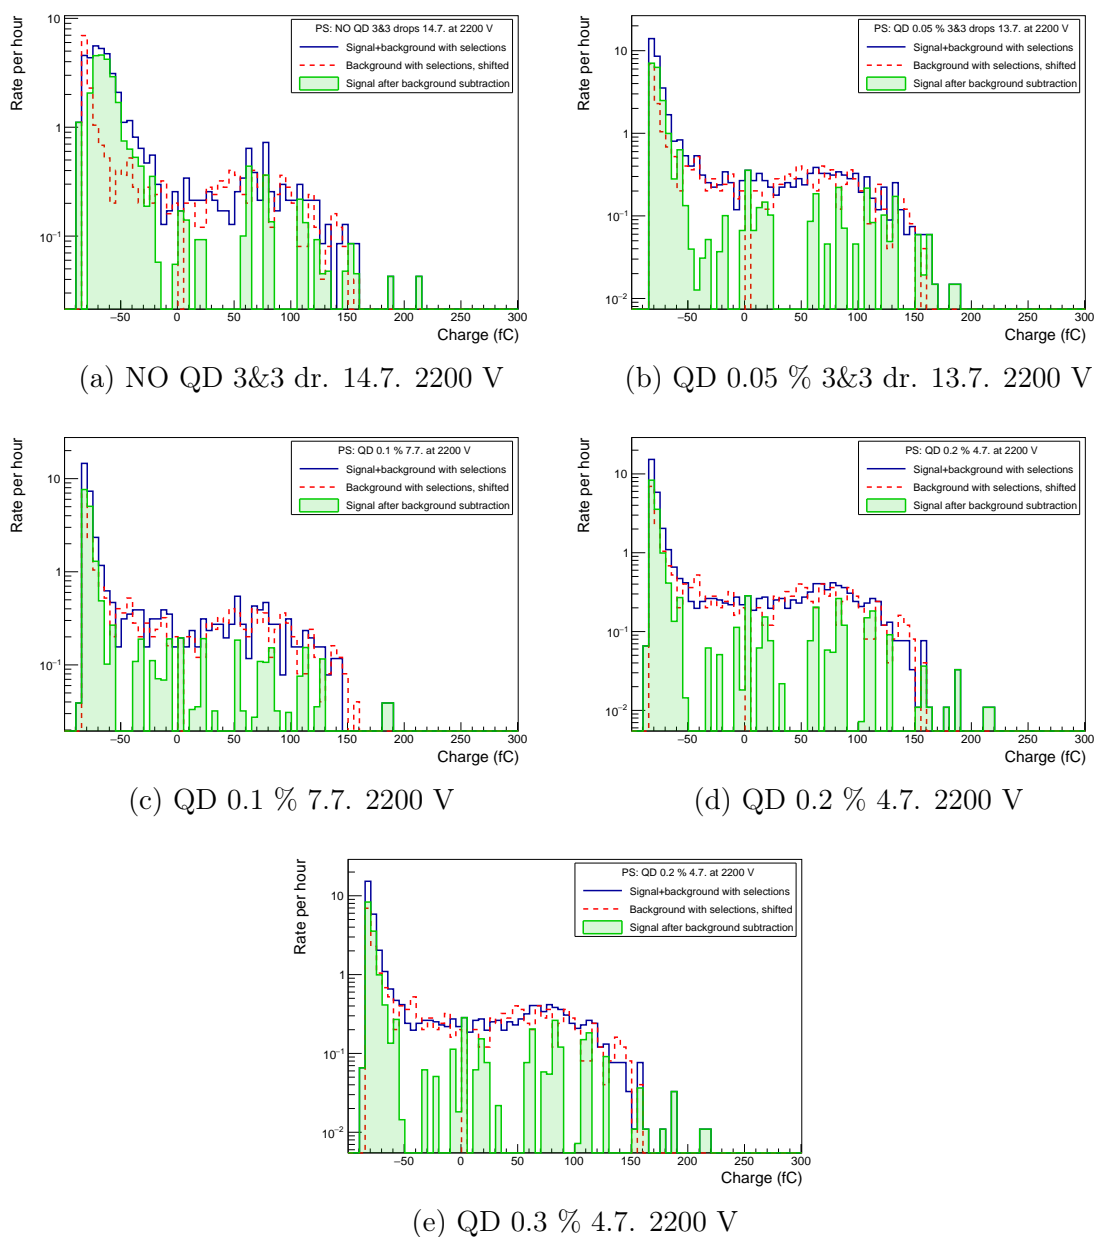 Rate per hour
10
1
10⁻¹
PS: NO QD 3&3 drops 14.7. at 2200 V
Signal+background with selections
Background with selections, shifted
Signal after background subtraction
−50 0 50 100 150 200 250 300
Charge (fC)
(a) NO QD 3&3 dr. 14.7. 2200 V
Rate per hour
10
1
10⁻¹
10⁻²
PS: QD 0.05 % 3&3 drops 13.7. at 2200 V
Signal+background with selections
Background with selections, shifted
Signal after background subtraction
−50 0 50 100 150 200 250 300
Charge (fC)
(b) QD 0.05 % 3&3 dr. 13.7. 2200 V
Rate per hour
10
1
10⁻¹
PS: QD 0.1 % 7.7. at 2200 V
Signal+background with selections
Background with selections, shifted
Signal after background subtraction
−50 0 50 100 150 200 250 300
Charge (fC)
(c) QD 0.1 % 7.7. 2200 V
Rate per hour
10
1
10⁻¹
10⁻²
PS: QD 0.2 % 4.7. at 2200 V
Signal+background with selections
Background with selections, shifted
Signal after background subtraction
−50 0 50 100 150 200 250 300
Charge (fC)
(d) QD 0.2 % 4.7. 2200 V
Rate per hour
10
1
10⁻¹
10⁻²
PS: QD 0.2 % 4.7. at 2200 V
Signal+background with selections
Background with selections, shifted
Signal after background subtraction
−50 0 50 100 150 200 250 300
Charge (fC)
(e) QD 0.3 % 4.7. 2200 V